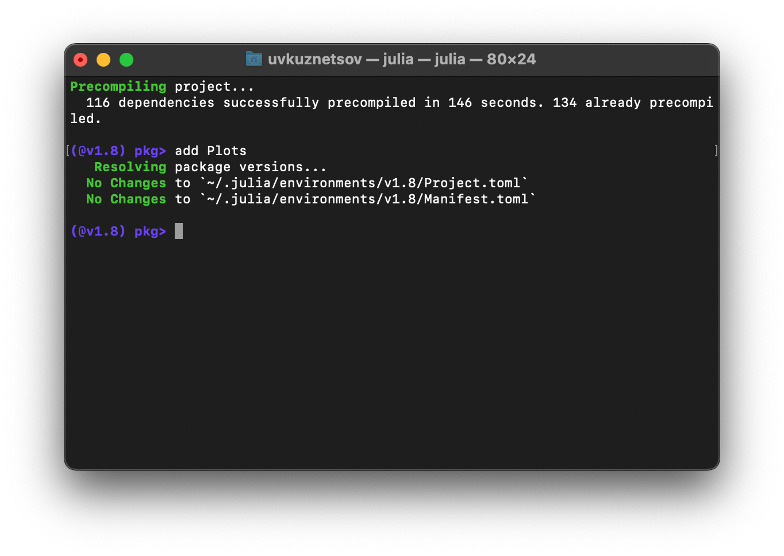 uvkuznetsov — julia — julia — 80×24
Precompiling project...
  116 dependencies successfully precompiled in 146 seconds. 134 already precompi
led.
[(@v1.8) pkg> add Plots ]
   Resolving package versions...
  No Changes to `~/.julia/environments/v1.8/Project.toml`
  No Changes to `~/.julia/environments/v1.8/Manifest.toml`
(@v1.8) pkg>